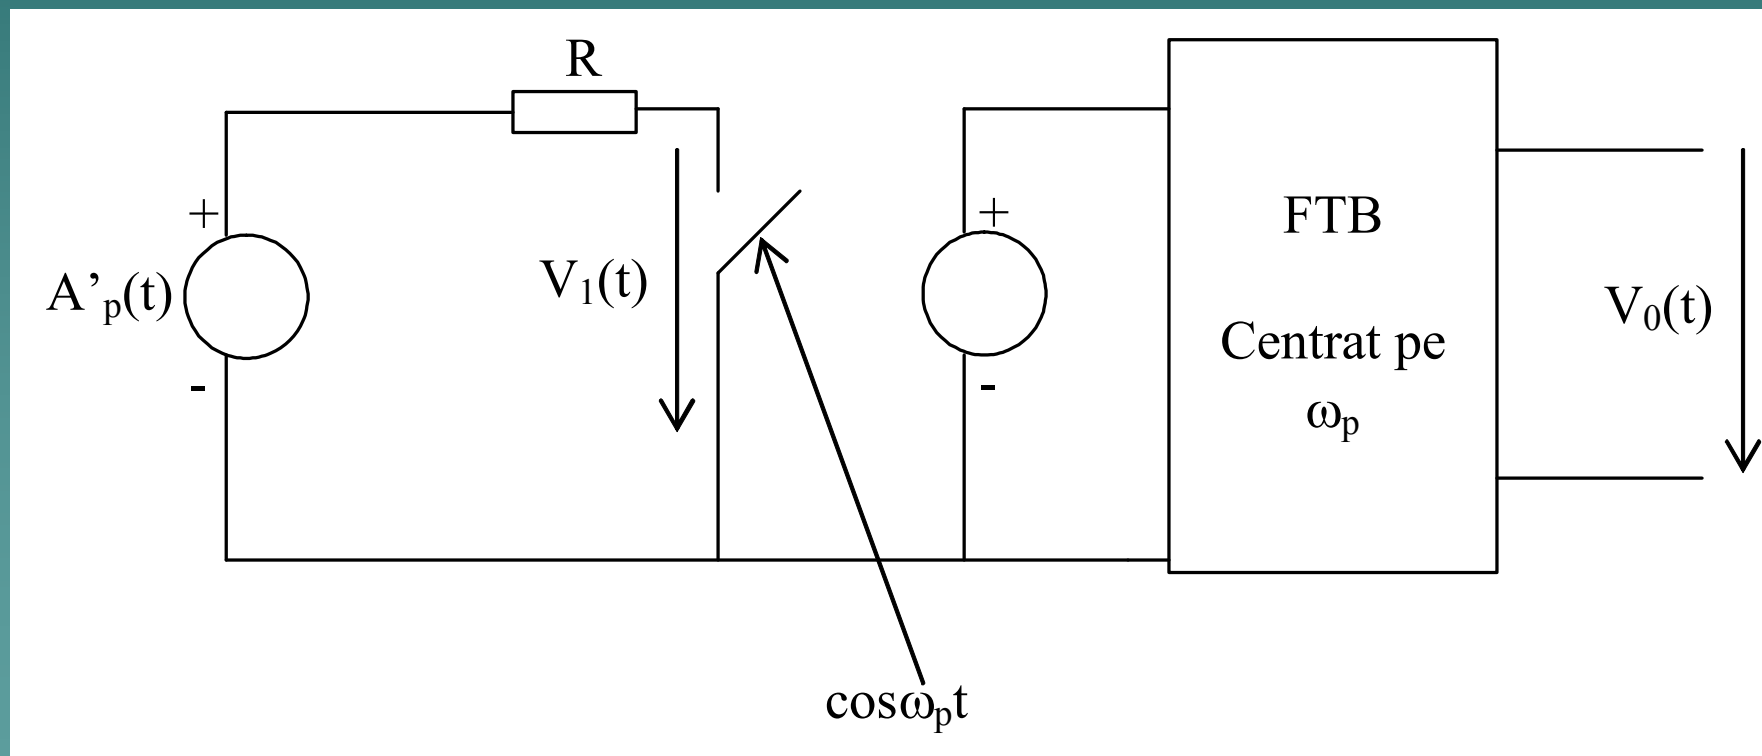 R
+
A’p(t)
-
V1(t)
+
-
FTB
Centrat pe
ωp
V0(t)
cosωpt